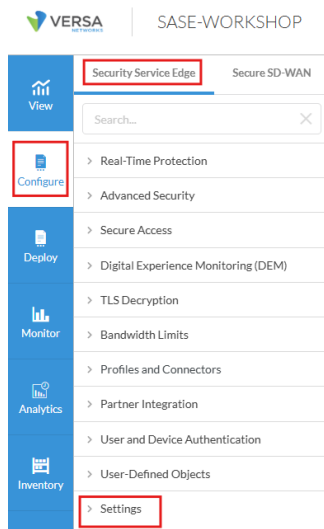 VERSA
NETWORKS
SASE-WORKSHOP
View
Configure
Deploy
Monitor
Analytics
Inventory
Security Service Edge
Secure SD-WAN
Search...
Real-Time Protection
Advanced Security
Secure Access
Digital Experience Monitoring (DEM)
TLS Decryption
Bandwidth Limits
Profiles and Connectors
Partner Integration
User and Device Authentication
User-Defined Objects
Settings